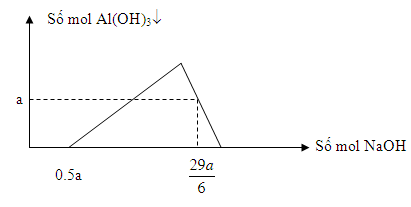 Số mol Al(OH)₃↓
a
Số mol NaOH
0.5a
29a
6